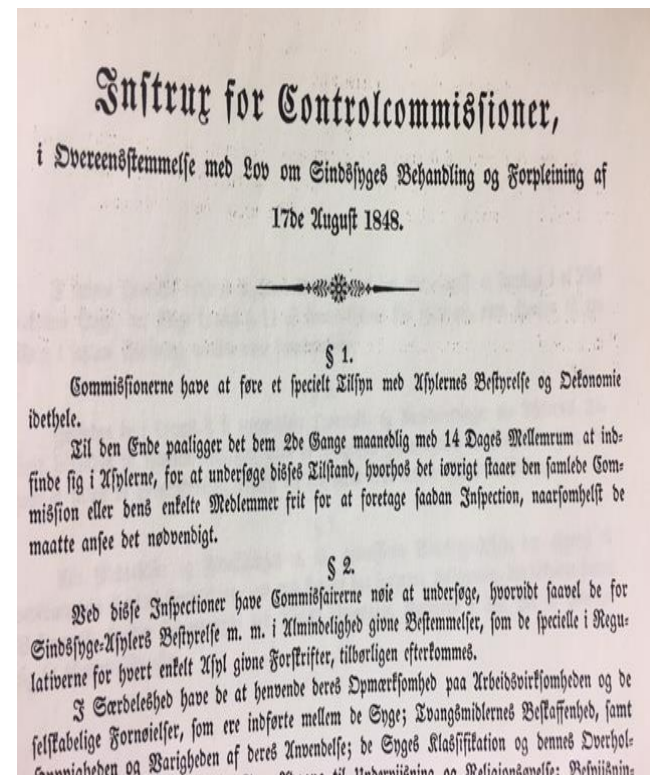 Instrux for Controlcommissioner,
i Overeensstemmelse med Lov om Sindssyges Behandling og Forpleining af
17de August 1848.
§ 1.
Commissionerne have at føre et specielt Tilsyn med Asylernes Bestyrelse og Oekonomie
idethele.
Til den Ende paaligger det dem 2de Gange maanedlig med 14 Dages Mellemrum at ind-
finde sig i Asylerne, for at undersøge disses Tilstand, hvorhos det iøvrigt staaer den samlede Com-
mission eller dens enkelte Medlemmer frit for at foretage saadan Inspection, naarsomhelst de
maatte ansee det nødvendigt.
§ 2.
Ved disse Inspectioner have Commissairerne nøie at undersøge, hvorvidt saavel de for
Sindssyge-Asylers Bestyrelse m. m. i Almindelighed givne Bestemmelser, som de specielle i Regu-
lativerne for hvert enkelt Asyl givne Forskrifter, tilbørligen efterkommes.
I Særdeleshed have de at henvende deres Opmærksomhed paa Arbeidsvirksomheden og de
selskabelige Fornøielser, som ere indførte mellem de Syge; Tvangsmidlernes Beskaffenhed, samt
og Varigheden af deres Anvendelse; de Syges Klassifikation og dennes Overhol-
til Underviisning og Religionsøvelse;